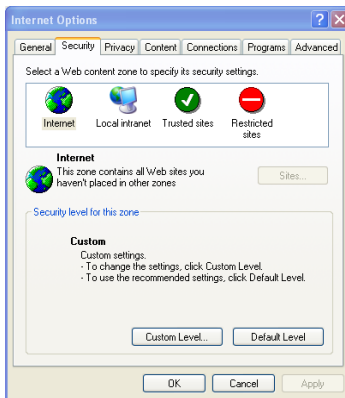 Internet Options
General Security Privacy Content Connections Programs Advanced
Select a Web content zone to specify its security settings.
Internet Local intranet Trusted sites Restricted sites
Internet
This zone contains all Web sites you
haven't placed in other zones
Sites...
Security level for this zone
Custom
Custom settings.
- To change the settings, click Custom Level.
- To use the recommended settings, click Default Level.
Custom Level... Default Level
OK Cancel Apply